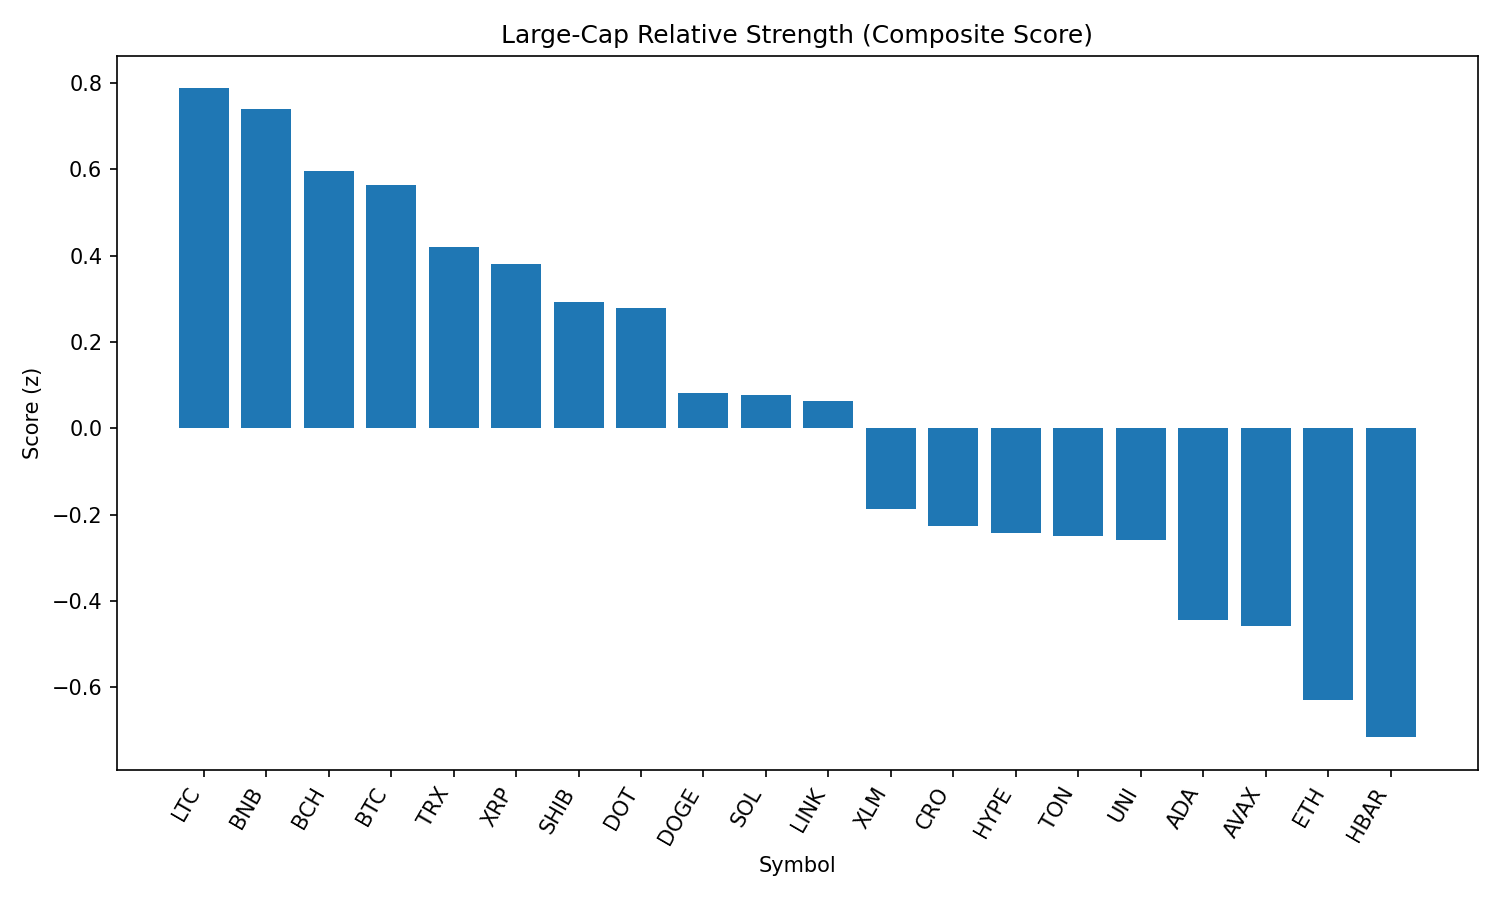 Large-Cap Relative Strength (Composite Score)
Score (z)
0.8
0.6
0.4
0.2
0.0
−0.2
−0.4
−0.6
LTC
BNB
BCH
BTC
TRX
XRP
SHIB
DOT
DOGE
SOL
LINK
XLM
CRO
HYPE
TON
UNI
ADA
AVAX
ETH
HBAR
Symbol